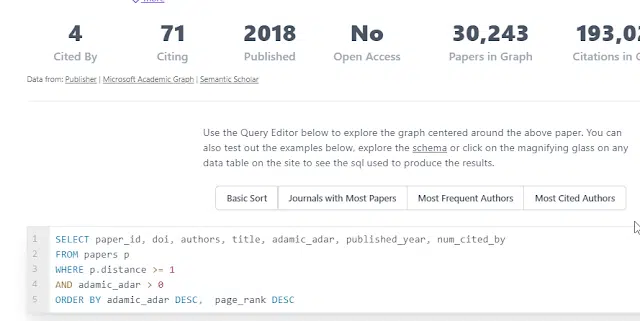 more
4 71 2018 No 30,243 193,02
Cited By Citing Published Open Access Papers in Graph Citations in G
Data from: Publisher | Microsoft Academic Graph | Semantic Scholar
Use the Query Editor below to explore the graph centered around the above paper. You can
also test out the examples below, explore the schema or click on the magnifying glass on any
data table on the site to see the sql used to produce the results.
Basic Sort Journals with Most Papers Most Frequent Authors Most Cited Authors
1 SELECT paper_id, doi, authors, title, adamic_adar, published_year, num_cited_by
2 FROM papers p
3 WHERE p.distance >= 1
4 AND adamic_adar > 0
5 ORDER BY adamic_adar DESC, page_rank DESC